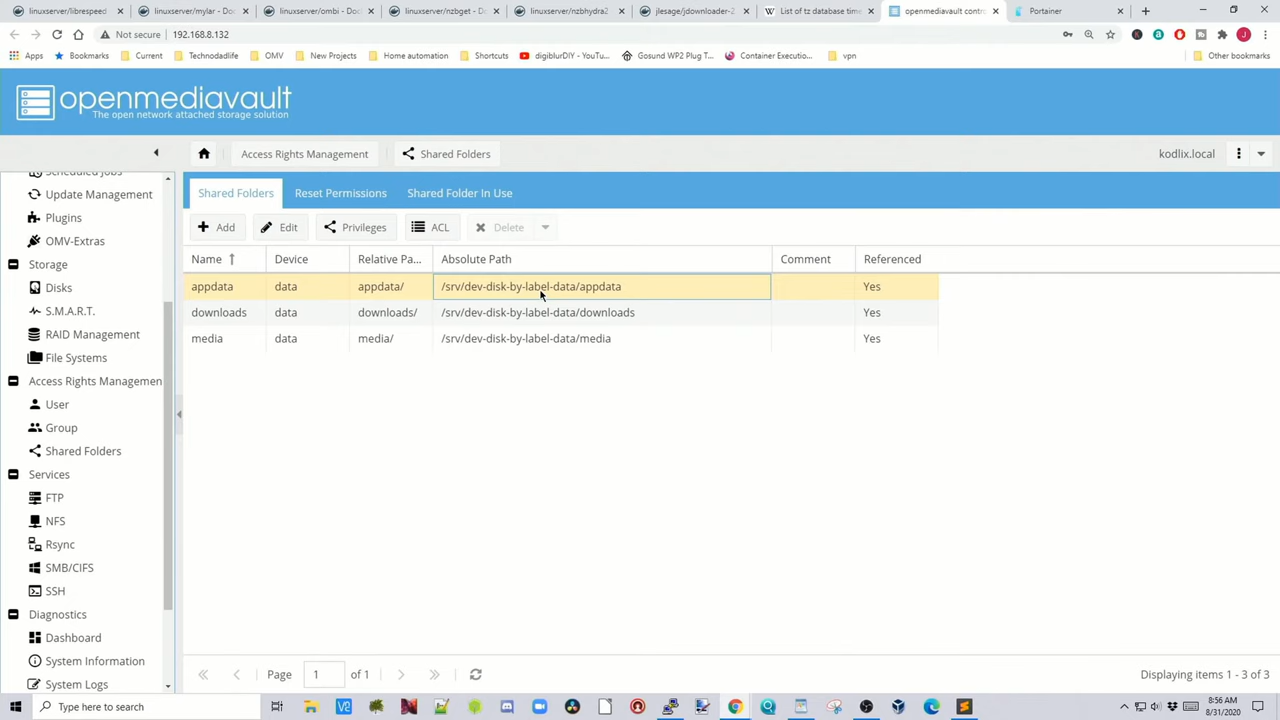 linuxserver/librespeed
linuxserver/mylar - Doc
linuxserver/ombi - Doc
linuxserver/nzbget - Doc
linuxserver/nzbhydra2
jlesage/jdownloader-2
List of tz database time
openmediavault contr
Portainer
Not secure | 192.168.8.132
Apps
Bookmarks
Current
Technodadlife
OMV
New Projects
Home automation
Shortcuts
digiblurDIY - YouTu...
Gosund WP2 Plug T...
Container Executio...
vpn
Other bookmarks
openmediavault
The open network attached storage solution
Access Rights Management
Shared Folders
kodlix.local
Scheduled Jobs
Update Management
Plugins
OMV-Extras
Storage
Disks
S.M.A.R.T.
RAID Management
File Systems
Access Rights Managemen
User
Group
Shared Folders
Services
FTP
NFS
Rsync
SMB/CIFS
SSH
Diagnostics
Dashboard
System Information
System Logs
Shared Folders Reset Permissions Shared Folder In Use
Add Edit Privileges ACL Delete
Name Device Relative Pa... Absolute Path Comment Referenced
appdata data appdata/ /srv/dev-disk-by-label-data/appdata Yes
downloads data downloads/ /srv/dev-disk-by-label-data/downloads Yes
media data media/ /srv/dev-disk-by-label-data/media Yes
Page 1 of 1
Displaying items 1 - 3 of 3
Type here to search
8:56 AM
8/31/2020